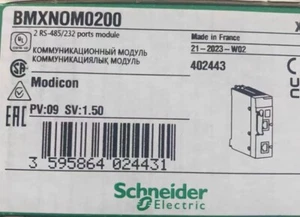 BMXNOM0200
X
2 RS-485/232 ports module
Made in France
КОММУНИКАЦИОННЫЙ МОДУЛЬ
КОММУНИКАЦИЯЛЫҚ МОДУЛЬ
21-2023-W02
402443
Modicon
EAC
PV:09 SV:1.50
3 595864 024431
Schneider
Electric